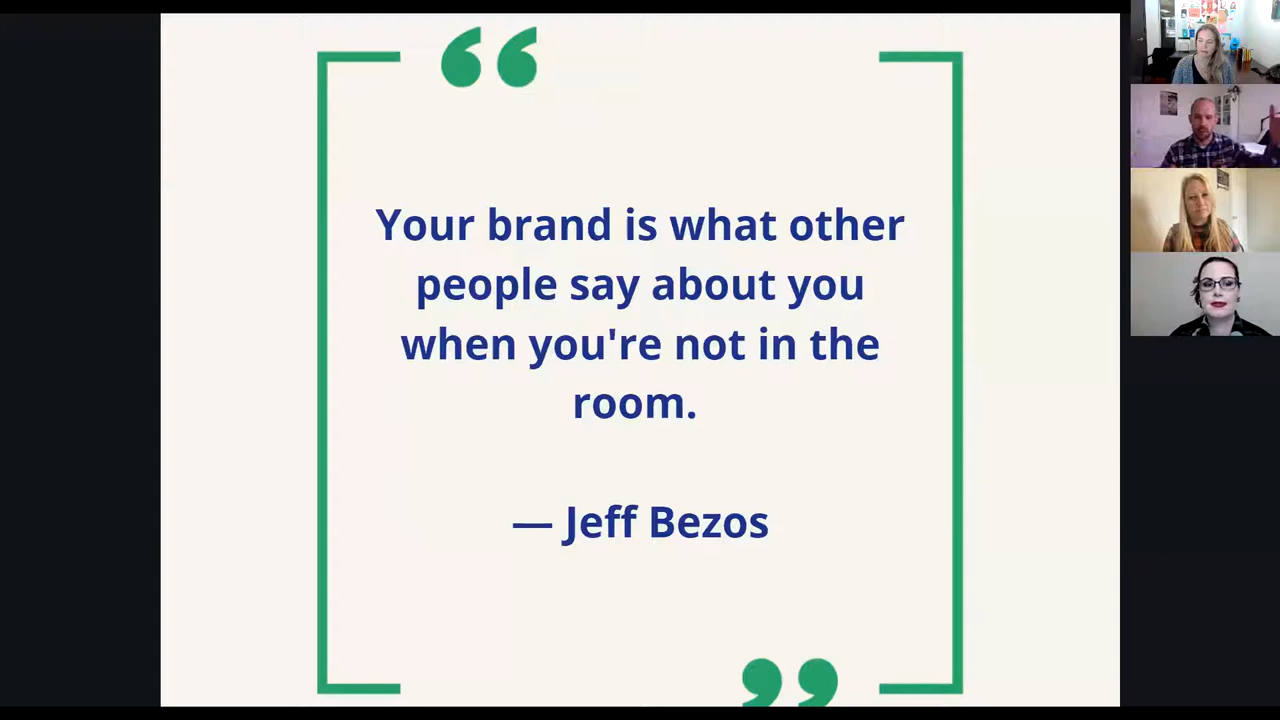 “
Your brand is what other
people say about you
when you're not in the
room.
— Jeff Bezos
”